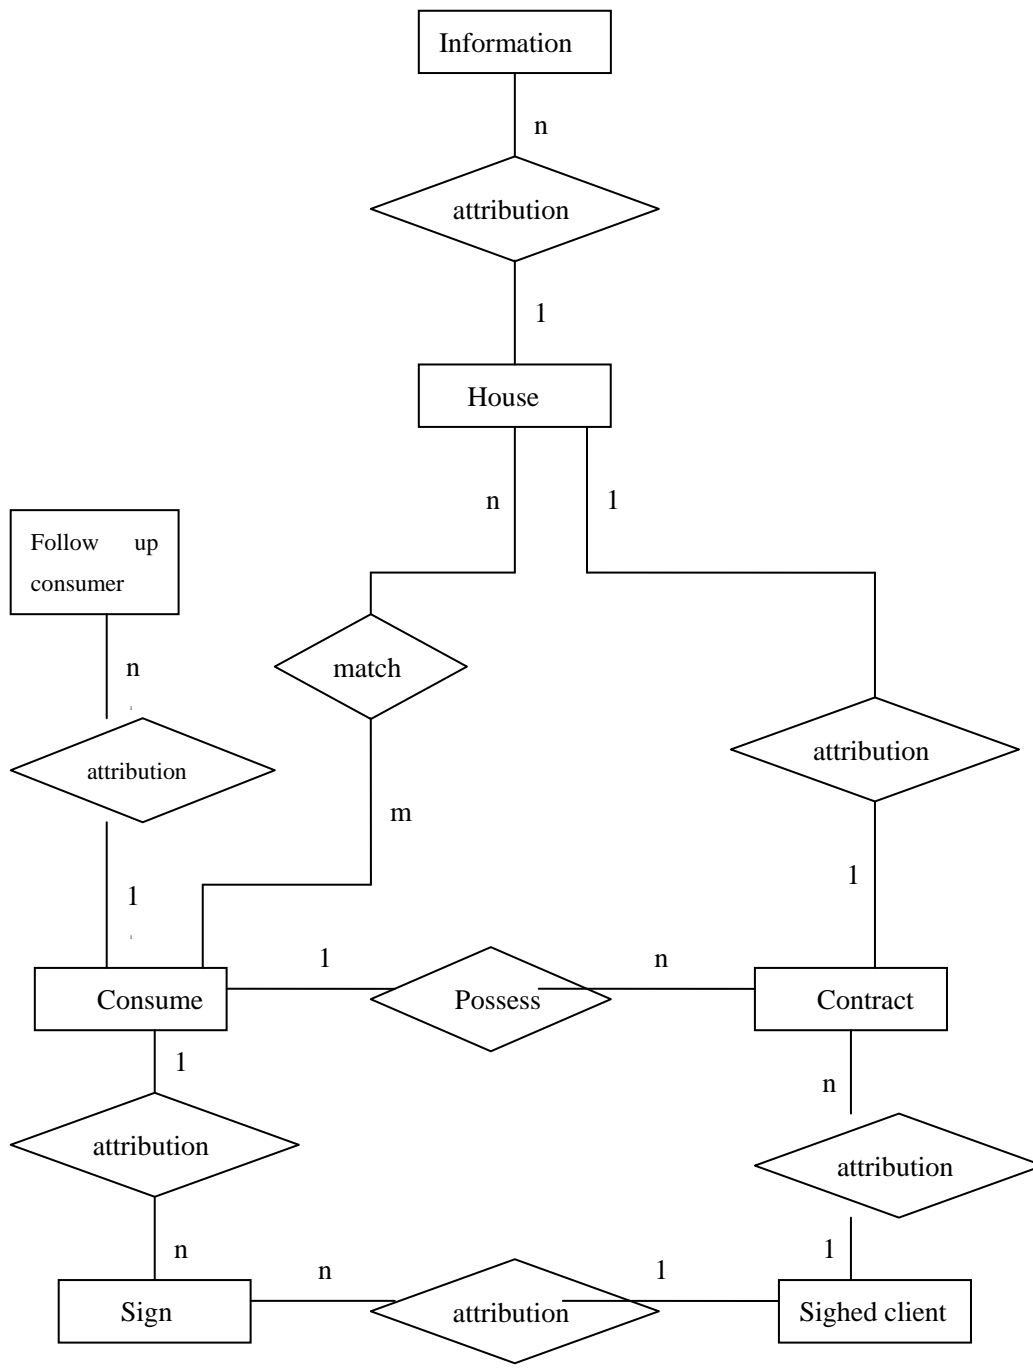 Information
n
attribution
1
House
n 1
Follow up
consumer
n
match
attribution
attribution
m
1
1
1 n
Consume Possess Contract
1
n
attribution
attribution
n n 1 1
Sign attribution Sighed client